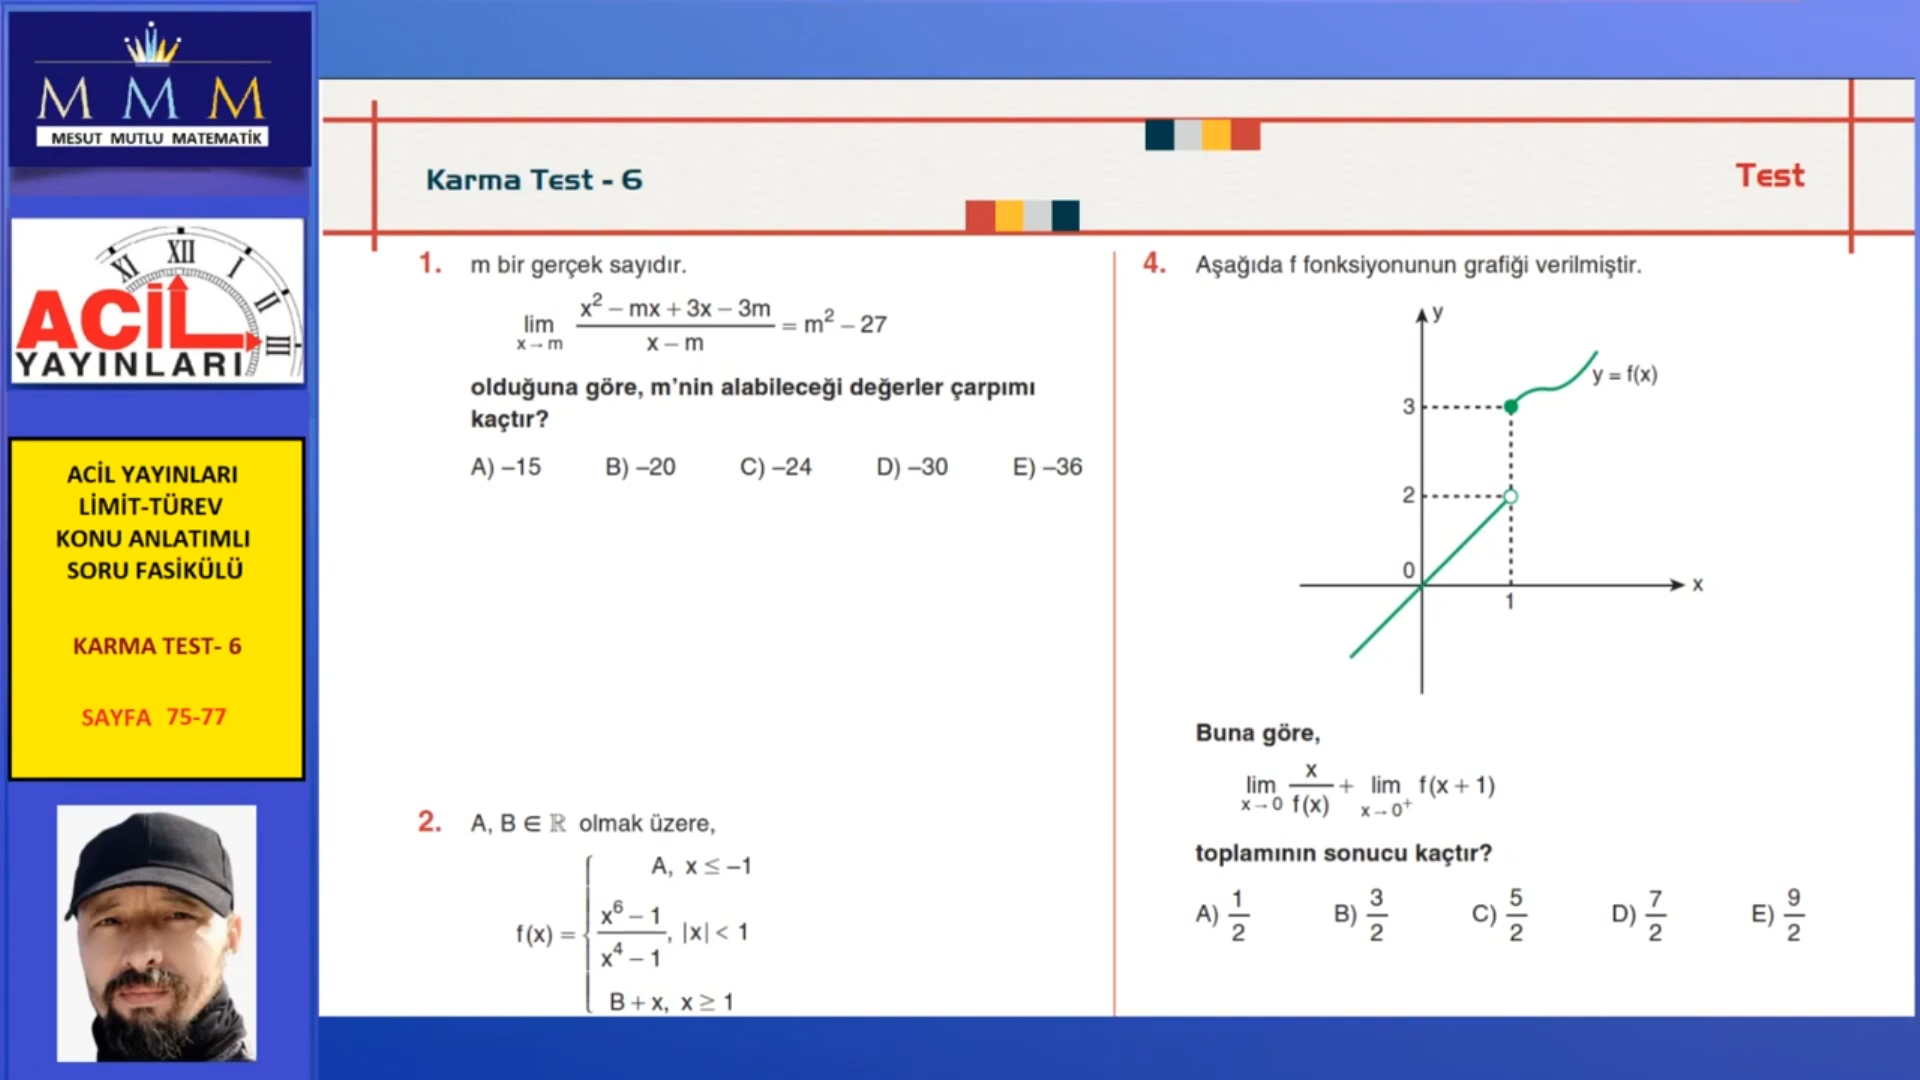 M M M
MESUT MUTLU MATEMATİK
XI XII I II III
ACİL
YAYINLARI
ACİL YAYINLARI
LİMİT-TÜREV
KONU ANLATIMLI
SORU FASİKÜLÜ
KARMA TEST- 6
SAYFA 75-77
Karma Test - 6
Test
1. m bir gerçek sayıdır.
lim x→m (x² – mx + 3x – 3m) / (x – m) = m² – 27
olduğuna göre, m'nin alabileceği değerler çarpımı
kaçtır?
A) –15 B) –20 C) –24 D) –30 E) –36
2. A, B ∈ ℝ olmak üzere,
f(x) = {
A, x ≤ –1
(x⁶ – 1) / (x⁴ – 1), |x| < 1
B + x, x ≥ 1
4. Aşağıda f fonksiyonunun grafiği verilmiştir.
y
y = f(x)
3
2
0
x
1
Buna göre,
lim x→0 x / f(x) + lim x→0⁺ f(x + 1)
toplamının sonucu kaçtır?
A) 1/2 B) 3/2 C) 5/2 D) 7/2 E) 9/2